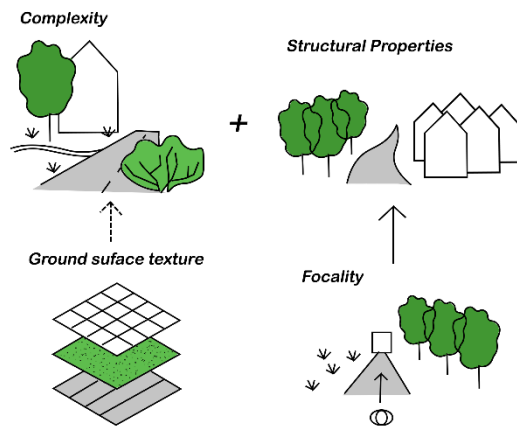 Complexity
Structural Properties
+
Ground suface texture
Focality